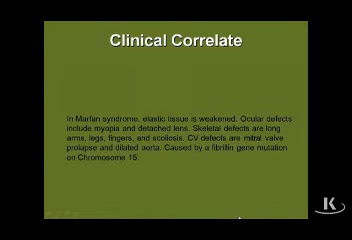 Clinical Correlate
In Marfan syndrome, elastic tissue is weakened. Ocular defects
include myopia and detached lens. Skeletal defects are long
arms, legs, fingers, and scoliosis. CV defects are mitral valve
prolapse and dilated aorta. Caused by a fibrillin gene mutation
on Chromosome 15.
K